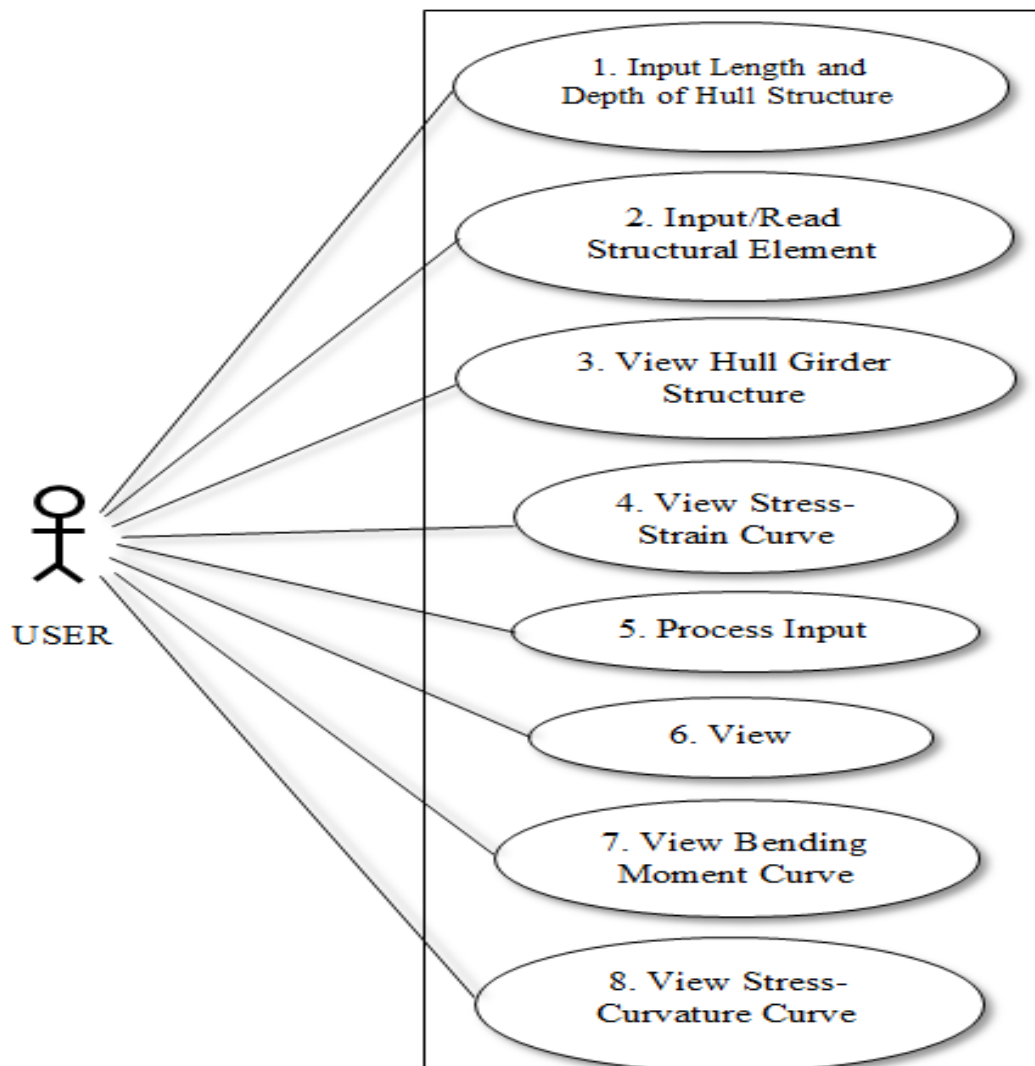 1. Input Length and
Depth of Hull Structure
2. Input/Read
Structural Element
3. View Hull Girder
Structure
4. View Stress-
Strain Curve
USER
5. Process Input
6. View
7. View Bending
Moment Curve
8. View Stress-
Curvature Curve